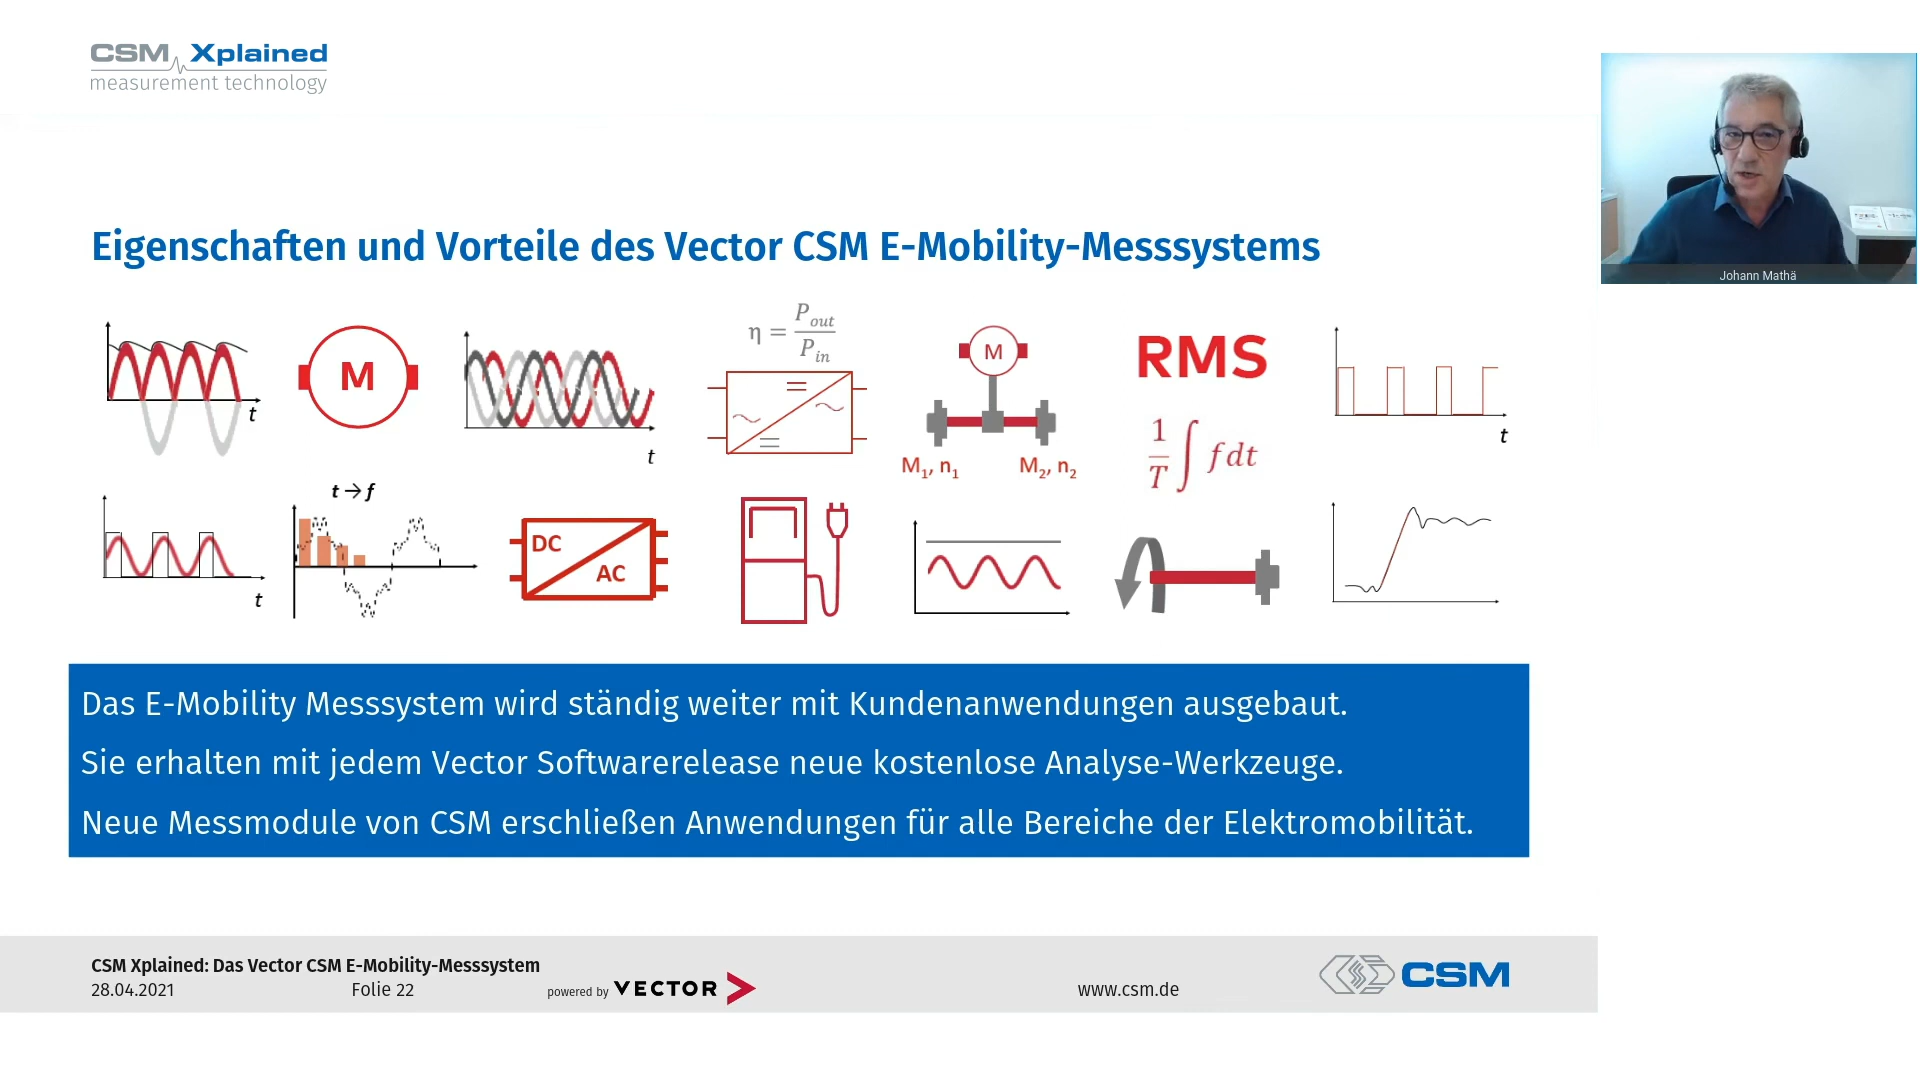 CSM Xplained
measurement technology
Johann Mathä
Eigenschaften und Vorteile des Vector CSM E-Mobility-Messsystems
t
M
t
η = P_out / P_in
M
M₁, n₁ M₂, n₂
RMS
1/T ∫ f dt
t
t
t → f
DC
AC
Das E-Mobility Messsystem wird ständig weiter mit Kundenanwendungen ausgebaut.
Sie erhalten mit jedem Vector Softwarerelease neue kostenlose Analyse-Werkzeuge.
Neue Messmodule von CSM erschließen Anwendungen für alle Bereiche der Elektromobilität.
CSM Xplained: Das Vector CSM E-Mobility-Messsystem
28.04.2021 Folie 22 powered by VECTOR www.csm.de CSM